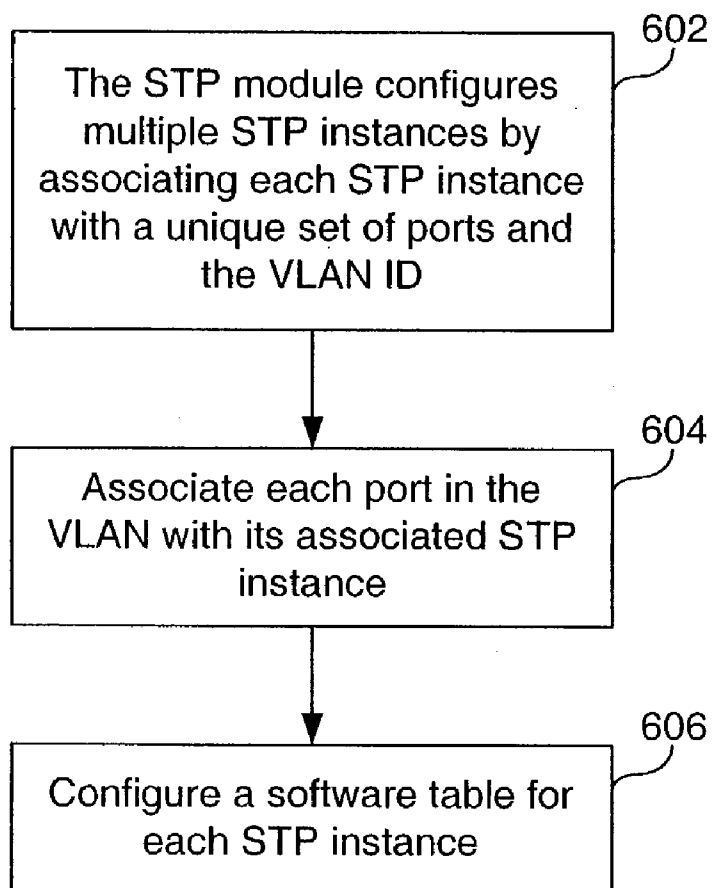 602
The STP module configures
multiple STP instances by
associating each STP instance
with a unique set of ports and
the VLAN ID
604
Associate each port in the
VLAN with its associated STP
instance
606
Configure a software table for
each STP instance